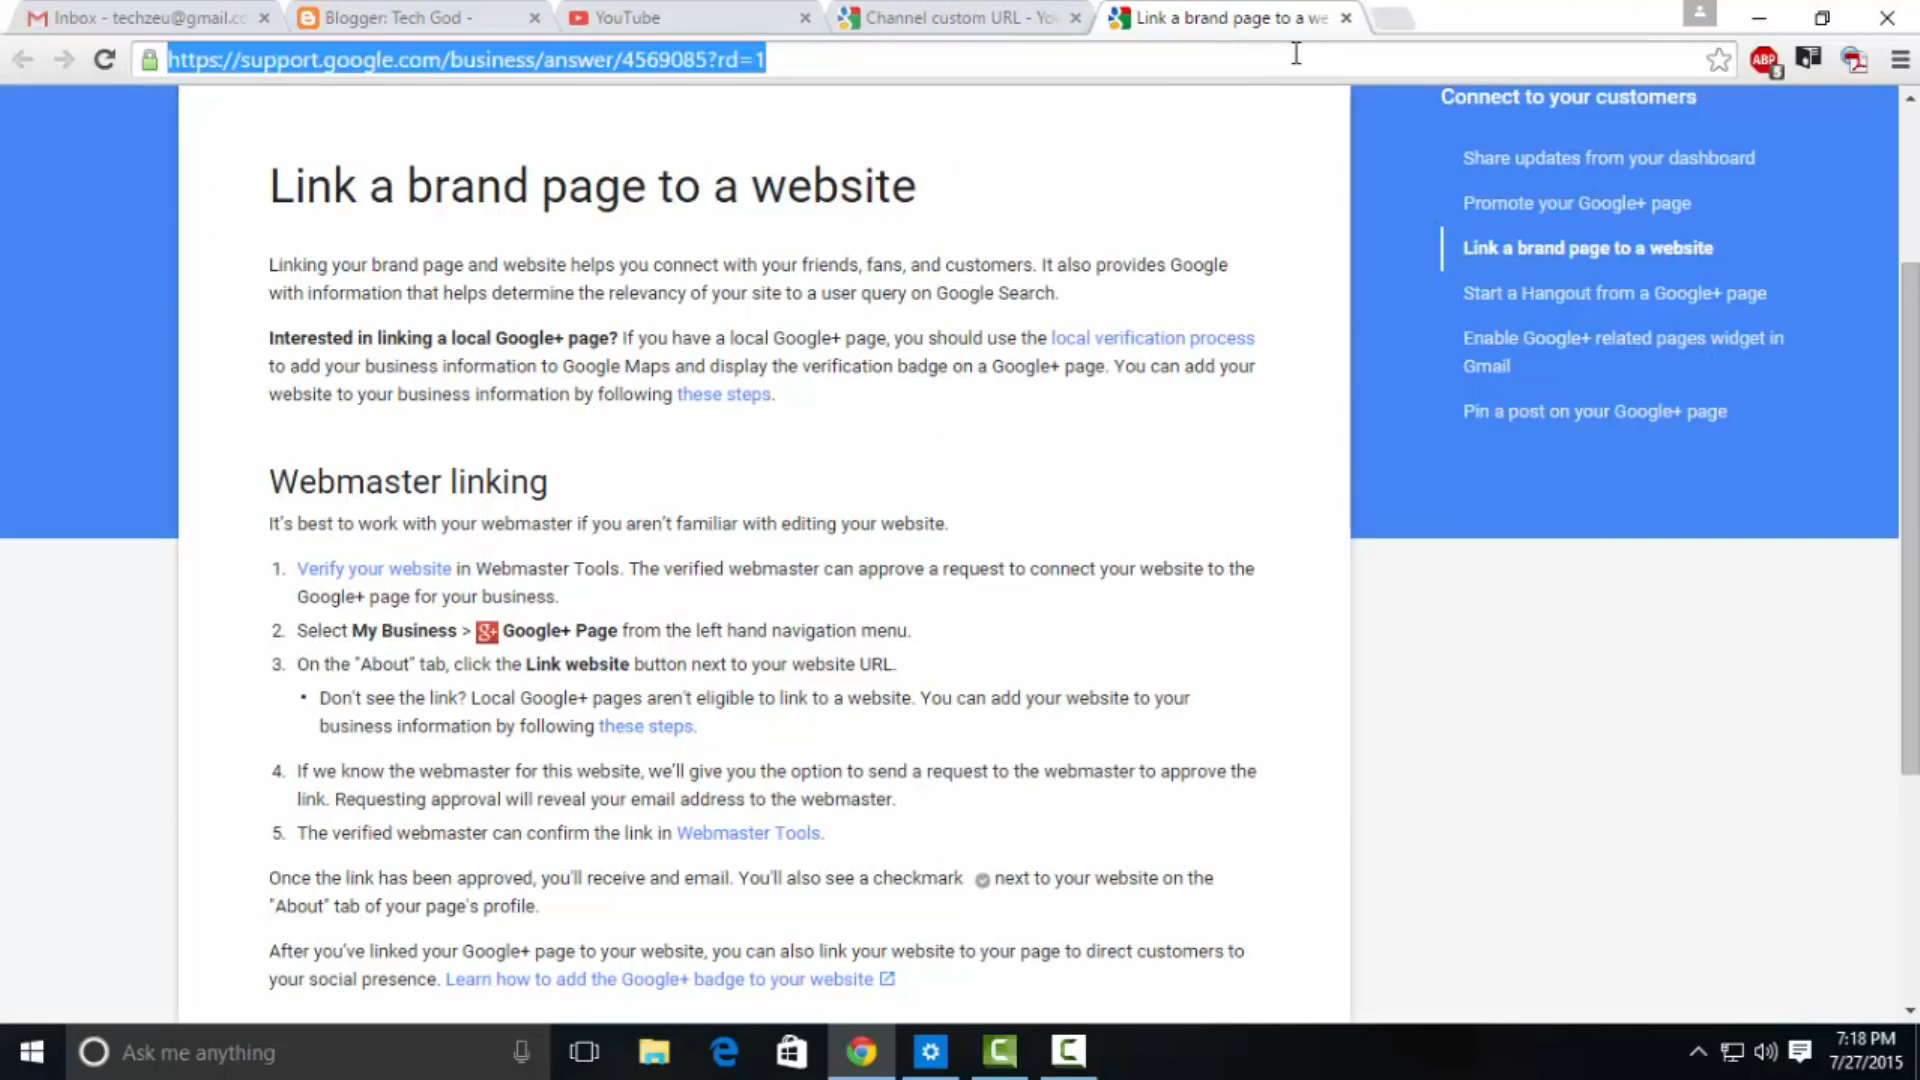 Inbox - techzeu@gmail.cc
Blogger: Tech God -
YouTube
Channel custom URL - Yo
Link a brand page to a we
https://support.google.com/business/answer/4569085?rd=1
ABP
5
Link a brand page to a website
Linking your brand page and website helps you connect with your friends, fans, and customers. It also provides Google
with information that helps determine the relevancy of your site to a user query on Google Search.
Interested in linking a local Google+ page? If you have a local Google+ page, you should use the local verification process
to add your business information to Google Maps and display the verification badge on a Google+ page. You can add your
website to your business information by following these steps.
Webmaster linking
It's best to work with your webmaster if you aren't familiar with editing your website.
1. Verify your website in Webmaster Tools. The verified webmaster can approve a request to connect your website to the
Google+ page for your business.
2. Select My Business > g+ Google+ Page from the left hand navigation menu.
3. On the "About" tab, click the Link website button next to your website URL.
• Don't see the link? Local Google+ pages aren't eligible to link to a website. You can add your website to your
business information by following these steps.
4. If we know the webmaster for this website, we'll give you the option to send a request to the webmaster to approve the
link. Requesting approval will reveal your email address to the webmaster.
5. The verified webmaster can confirm the link in Webmaster Tools.
Once the link has been approved, you'll receive and email. You'll also see a checkmark next to your website on the
"About" tab of your page's profile.
After you've linked your Google+ page to your website, you can also link your website to your page to direct customers to
your social presence. Learn how to add the Google+ badge to your website
Connect to your customers
Share updates from your dashboard
Promote your Google+ page
Link a brand page to a website
Start a Hangout from a Google+ page
Enable Google+ related pages widget in
Gmail
Pin a post on your Google+ page
Ask me anything
7:18 PM
7/27/2015